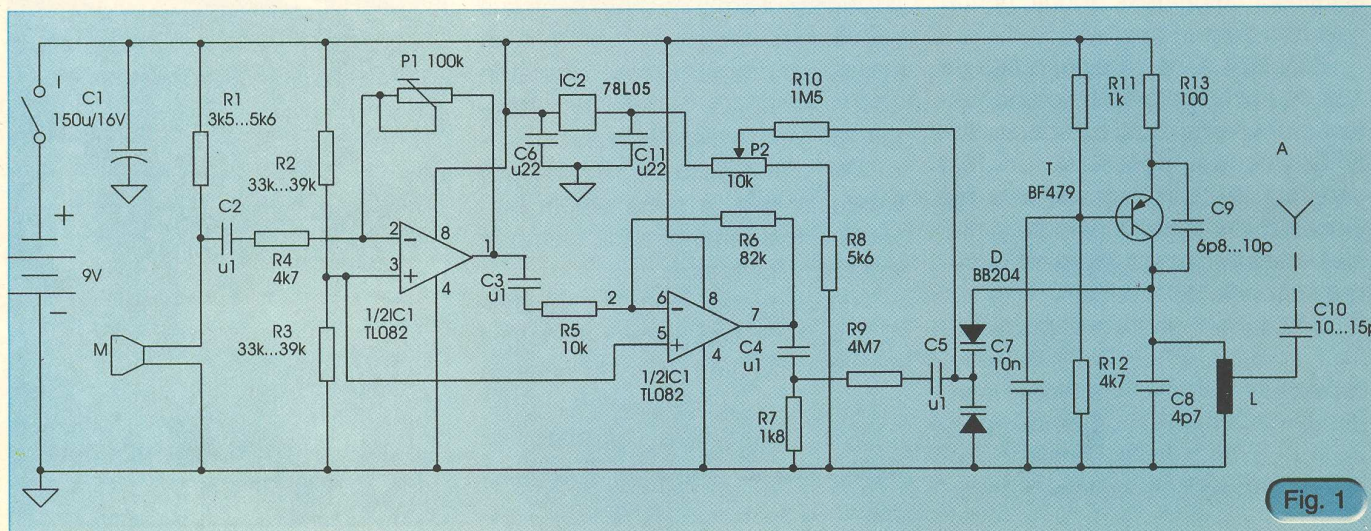 I
C1
150u/16V
R1
3k5...5k6
R2
33k...39k
P1 100k
IC2
78L05
C6
u22
C11
u22
P2
10k
R10
1M5
R11
1k
R13
100
A
T
BF479
C9
6p8...10p
C2
u1
R4
4k7
2
3
8
1
4
1/2IC1
TL082
C3
u1
R5
10k
R6
82k
R8
5k6
2
6
5
8
7
4
1/2IC1
TL082
C4
u1
R9
4M7
C5
u1
D
BB204
C7
10n
R12
4k7
C8
4p7
L
C10
10...15p
+
9V
−
M
R3
33k...39k
R7
1k8
Fig. 1